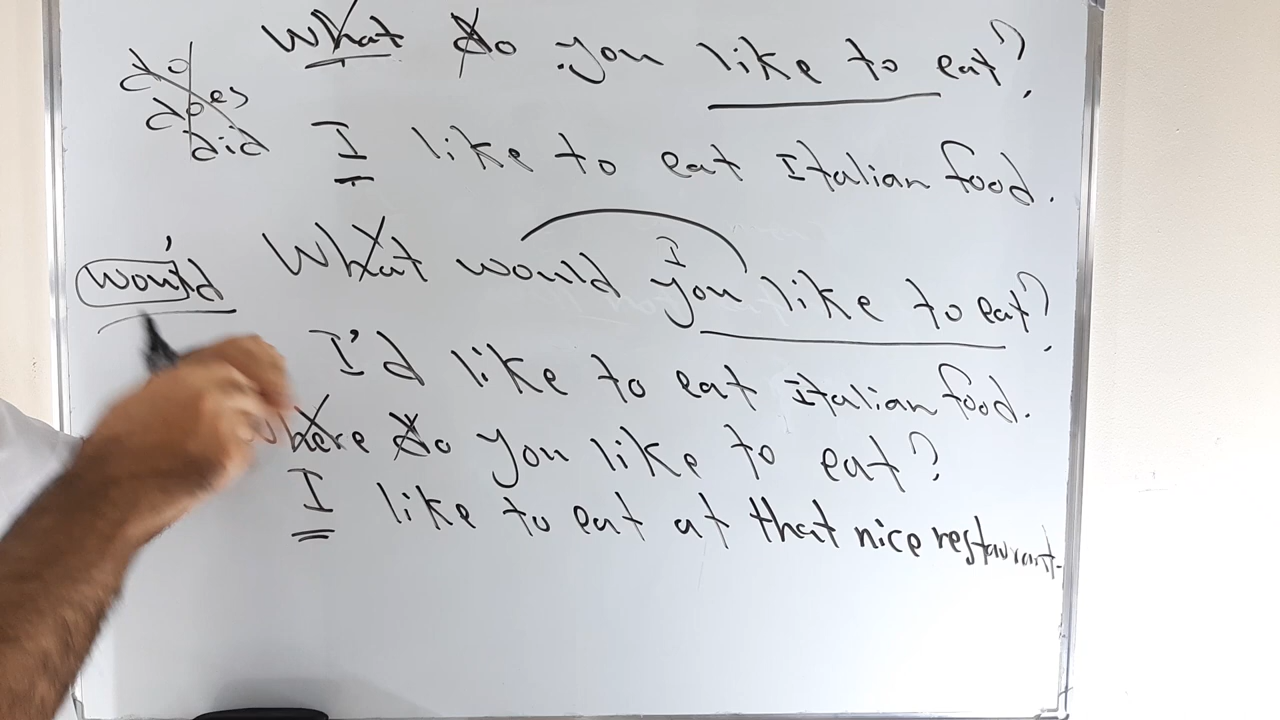 What do you like to eat?
do
does
did
I like to eat Italian food.
would
What would you like to eat?
I
I'd like to eat Italian food.
Where do you like to eat?
I like to eat at that nice restaurant.